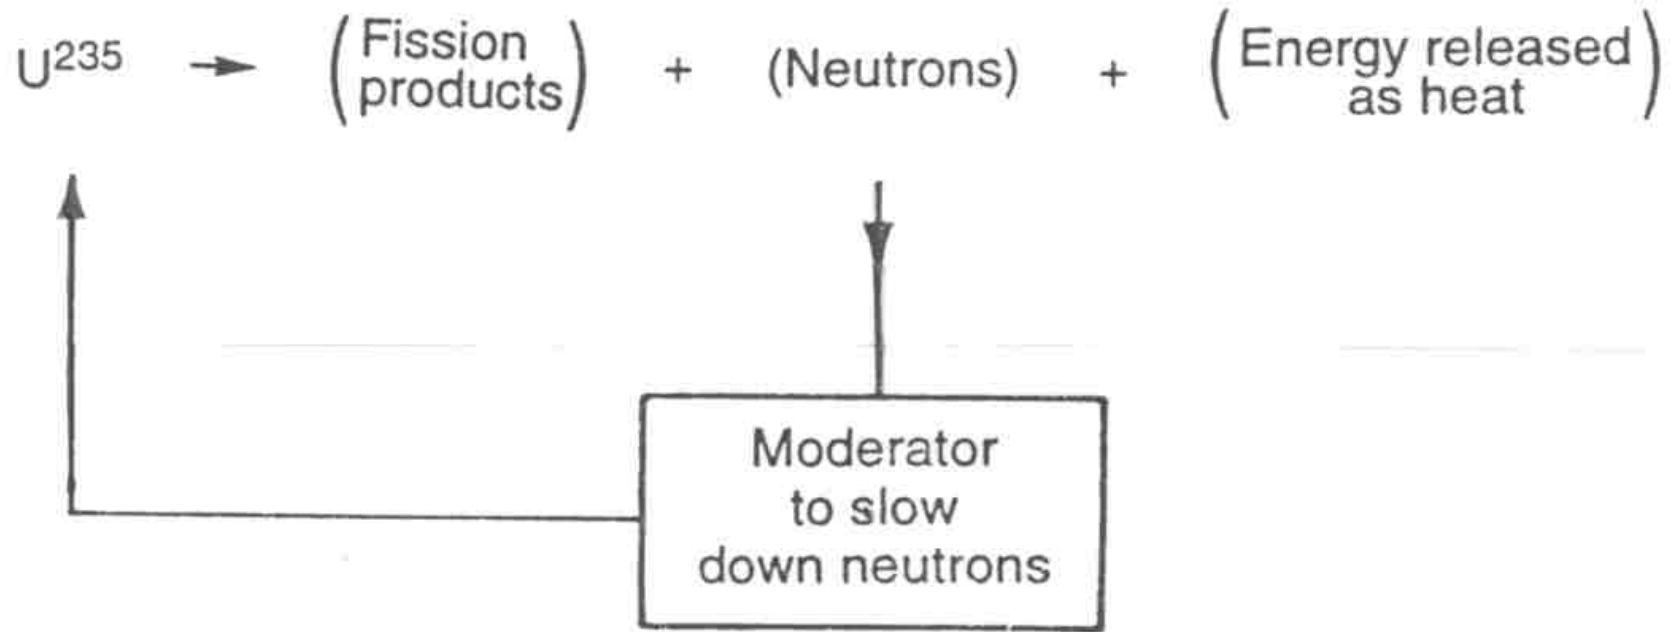 U²³⁵ → (Fission products) + (Neutrons) + (Energy released as heat)
Moderator
to slow
down neutrons